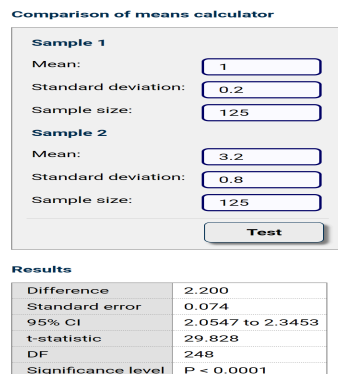 Comparison of means calculator
Sample 1
Mean: 1
Standard deviation: 0.2
Sample size: 125
Sample 2
Mean: 3.2
Standard deviation: 0.8
Sample size: 125
Test
Results
Difference 2.200
Standard error 0.074
95% CI 2.0547 to 2.3453
t-statistic 29.828
DF 248
Significance level P < 0.0001